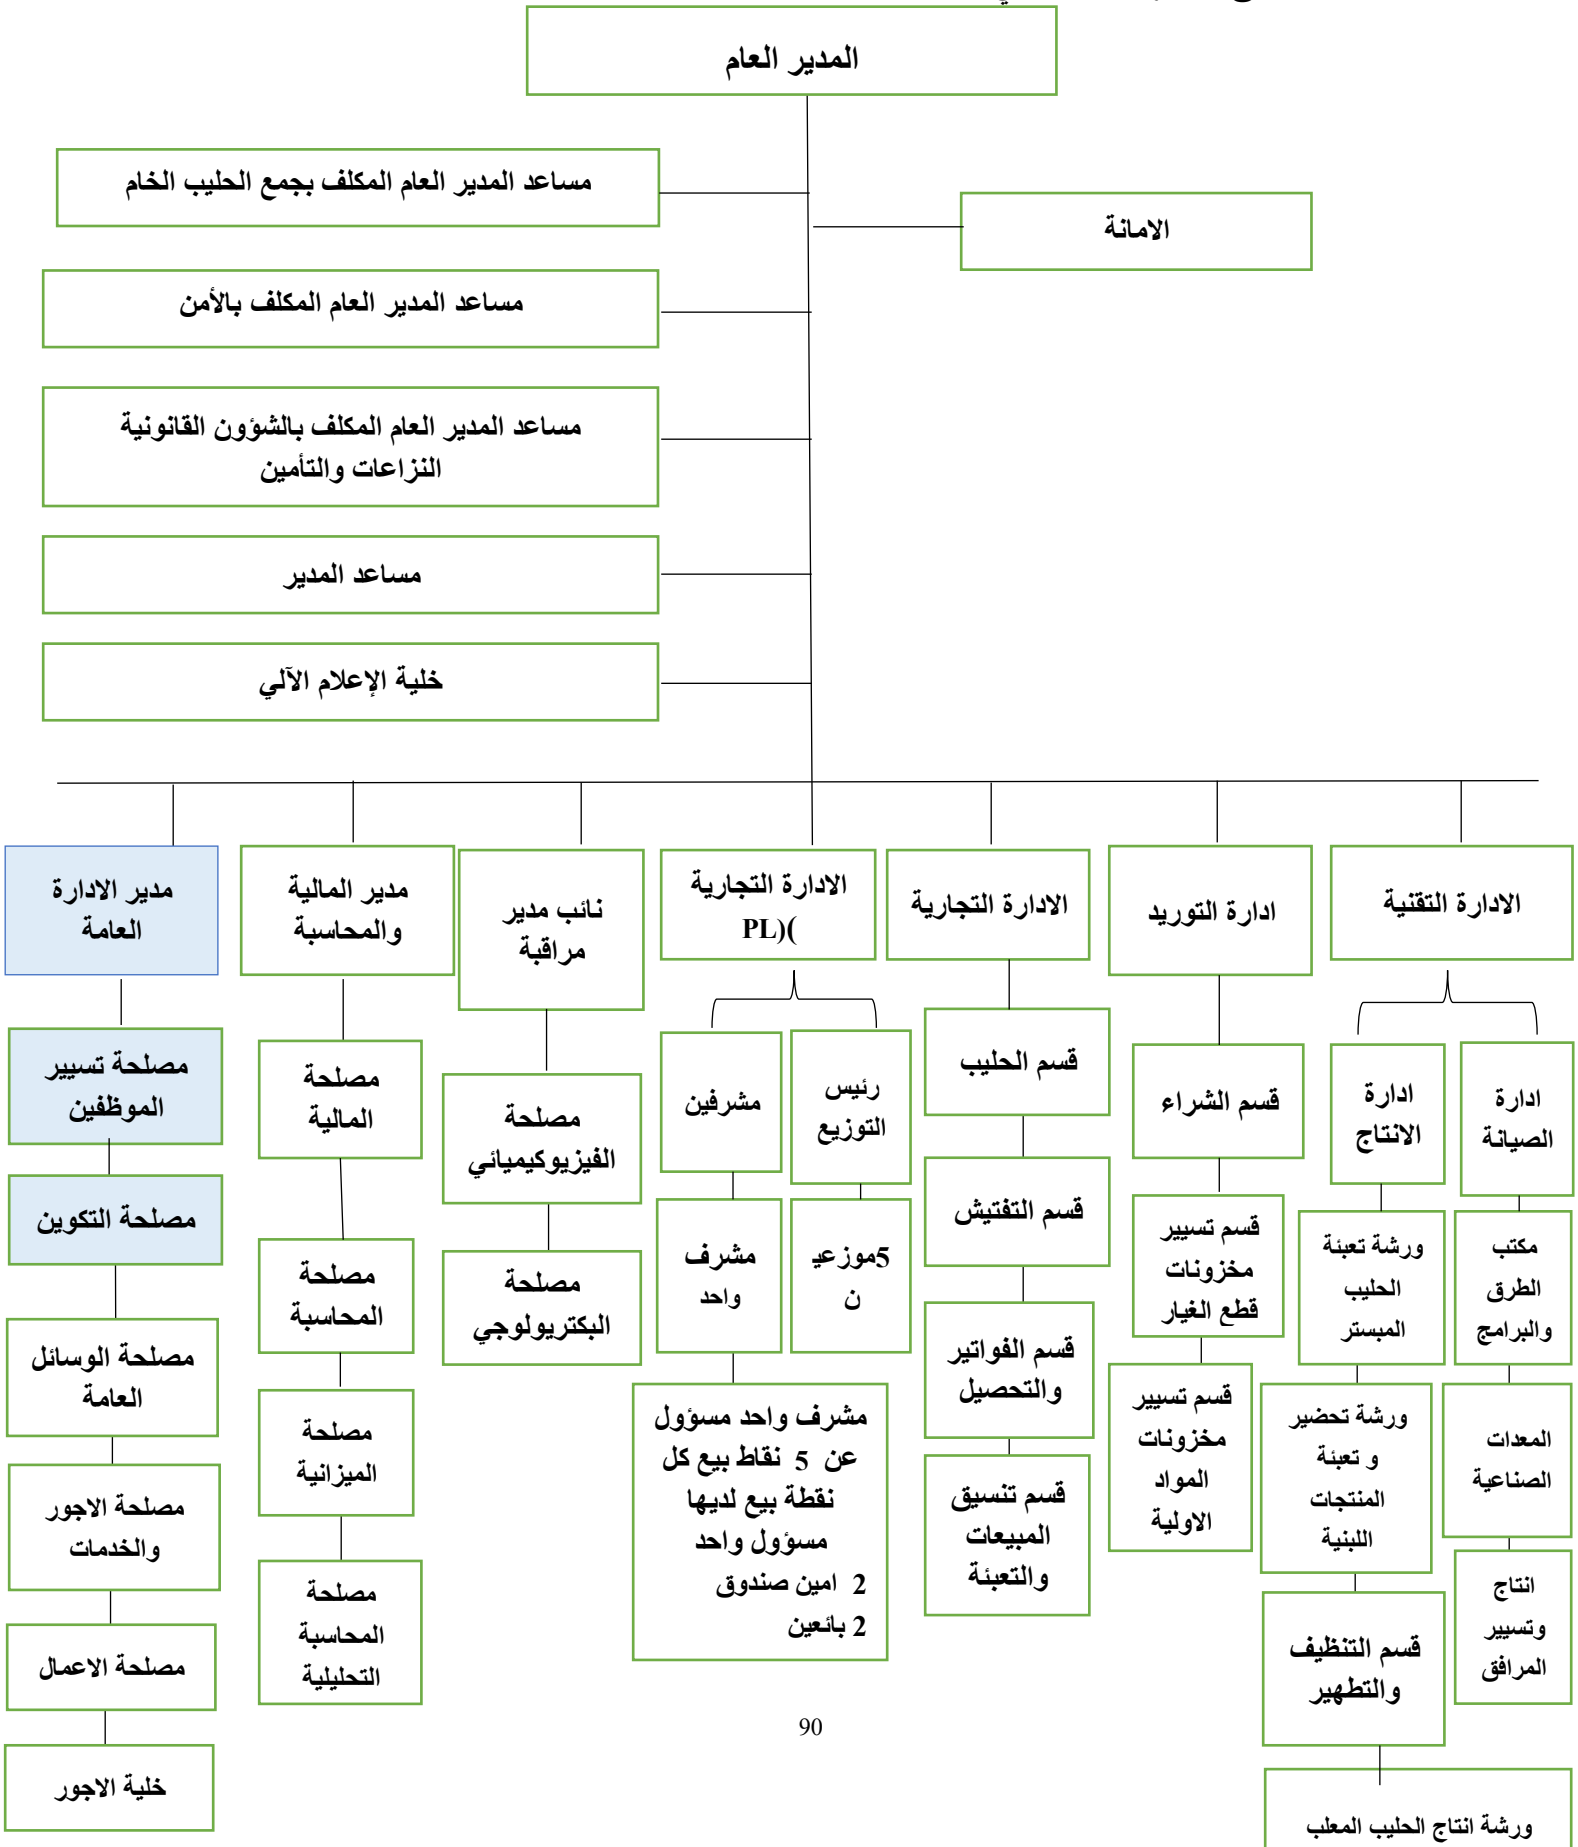 المدير العام
مساعد المدير العام المكلف بجمع الحليب الخام
الامانة
مساعد المدير العام المكلف بالأمن
مساعد المدير العام المكلف بالشؤون القانونية
النزاعات والتأمين
مساعد المدير
خلية الإعلام الآلي
الادارة التقنية
ادارة التوريد
الادارة التجارية
الادارة التجارية
PL)(
نائب مدير
مراقبة
مدير المالية
والمحاسبة
مدير الادارة
العامة
ادارة
الصيانة
مكتب
الطرق
والبرامج
المعدات
الصناعية
انتاج
وتسيير
المرافق
ادارة
الانتاج
ورشة تعبئة
الحليب
المبستر
ورشة تحضير
و تعبئة
المنتجات
اللبنية
قسم التنظيف
والتطهير
ورشة انتاج الحليب المعلب
قسم الشراء
قسم تسيير
مخزونات
قطع الغيار
قسم تسيير
مخزونات
المواد
الاولية
قسم الحليب
قسم التفتيش
قسم الفواتير
والتحصيل
قسم تنسيق
المبيعات
والتعبئة
رئيس
التوزيع
5موزعي
ن
مشرفين
مشرف
واحد
مشرف واحد مسؤول
عن 5 نقاط بيع كل
نقطة بيع لديها
مسؤول واحد
2 امين صندوق
2 بائعين
مصلحة
الفيزيوكيميائي
مصلحة
البكتريولوجي
مصلحة
المالية
مصلحة
المحاسبة
مصلحة
الميزانية
مصلحة
المحاسبة
التحليلية
مصلحة تسيير
الموظفين
مصلحة التكوين
مصلحة الوسائل
العامة
مصلحة الاجور
والخدمات
مصلحة الاعمال
خلية الاجور
90